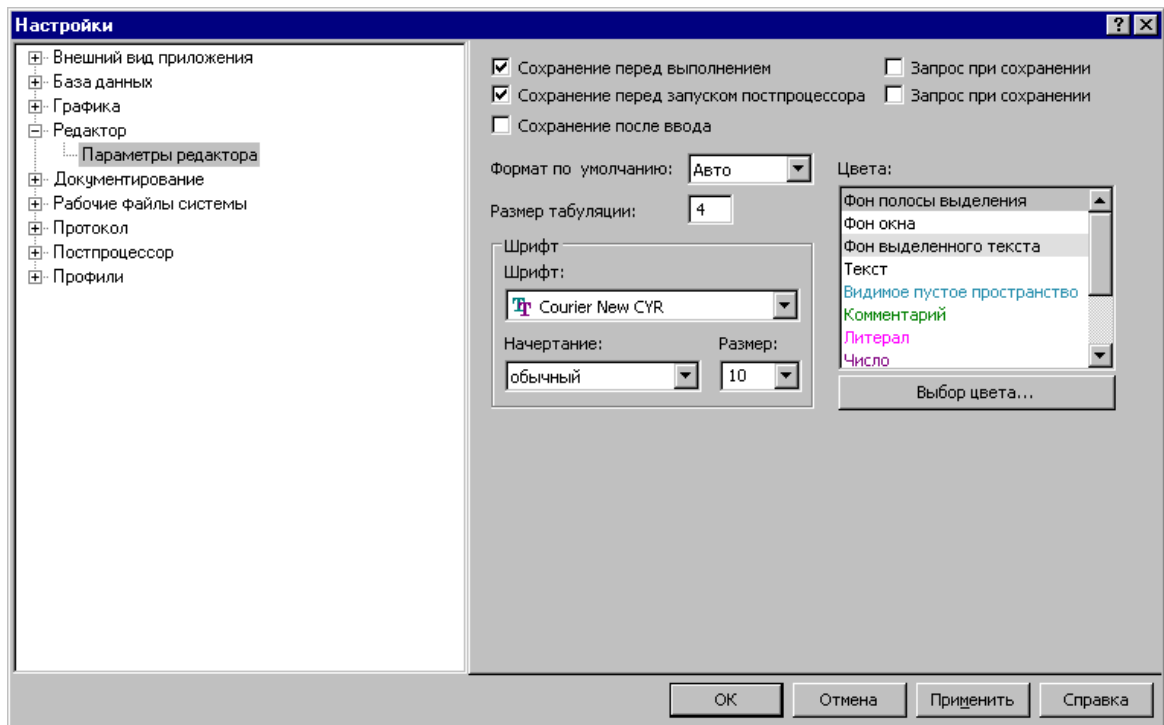 Настройки
Внешний вид приложения
База данных
Графика
Редактор
Параметры редактора
Документирование
Рабочие файлы системы
Протокол
Постпроцессор
Профили
Сохранение перед выполнением
Запрос при сохранении
Сохранение перед запуском постпроцессора
Запрос при сохранении
Сохранение после ввода
Формат по умолчанию:
Авто
Размер табуляции:
4
Шрифт
Шрифт:
Courier New CYR
Начертание:
Размер:
обычный
10
Цвета:
Фон полосы выделения
Фон окна
Фон выделенного текста
Текст
Видимое пустое пространство
Комментарий
Литерал
Число
Выбор цвета...
ОК
Отмена
Применить
Справка